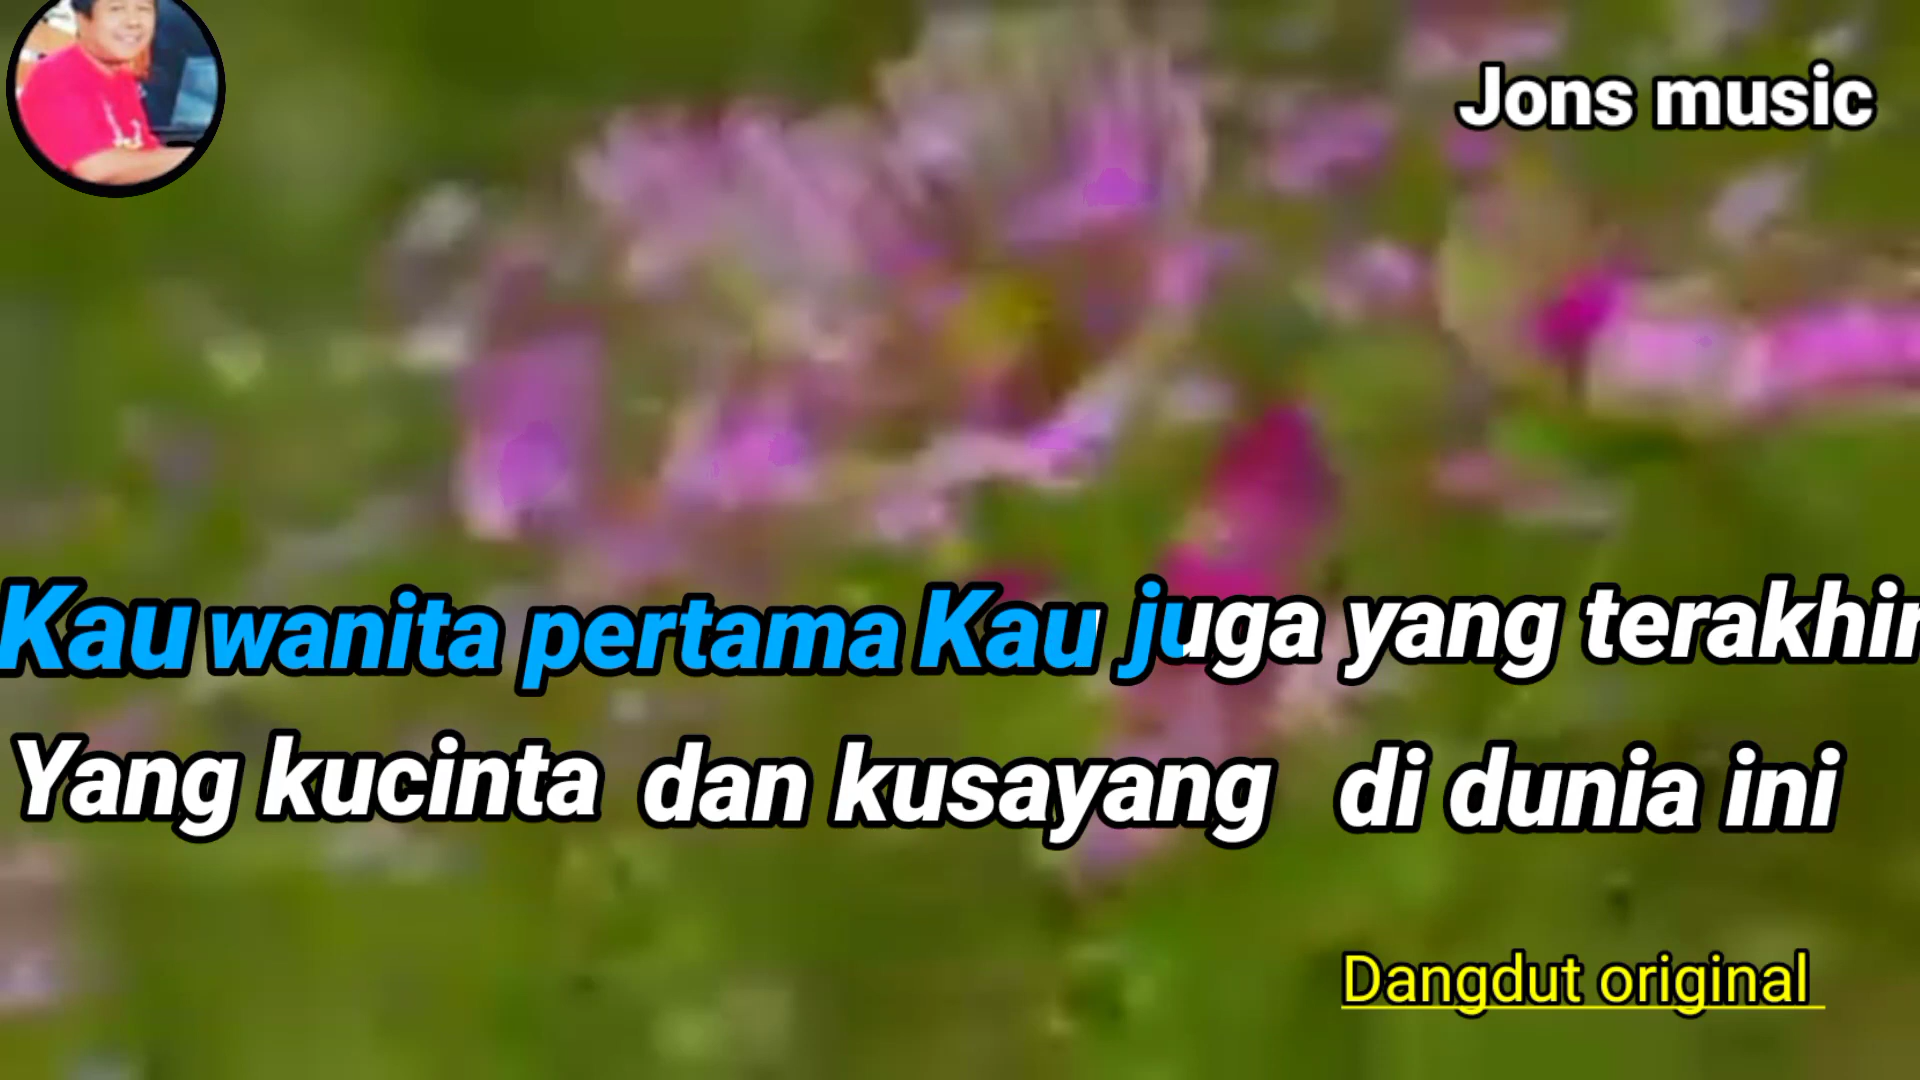 Jons music
Kau wanita pertama Kau juga yang terakhir
Yang kucinta dan kusayang di dunia ini
Dangdut original